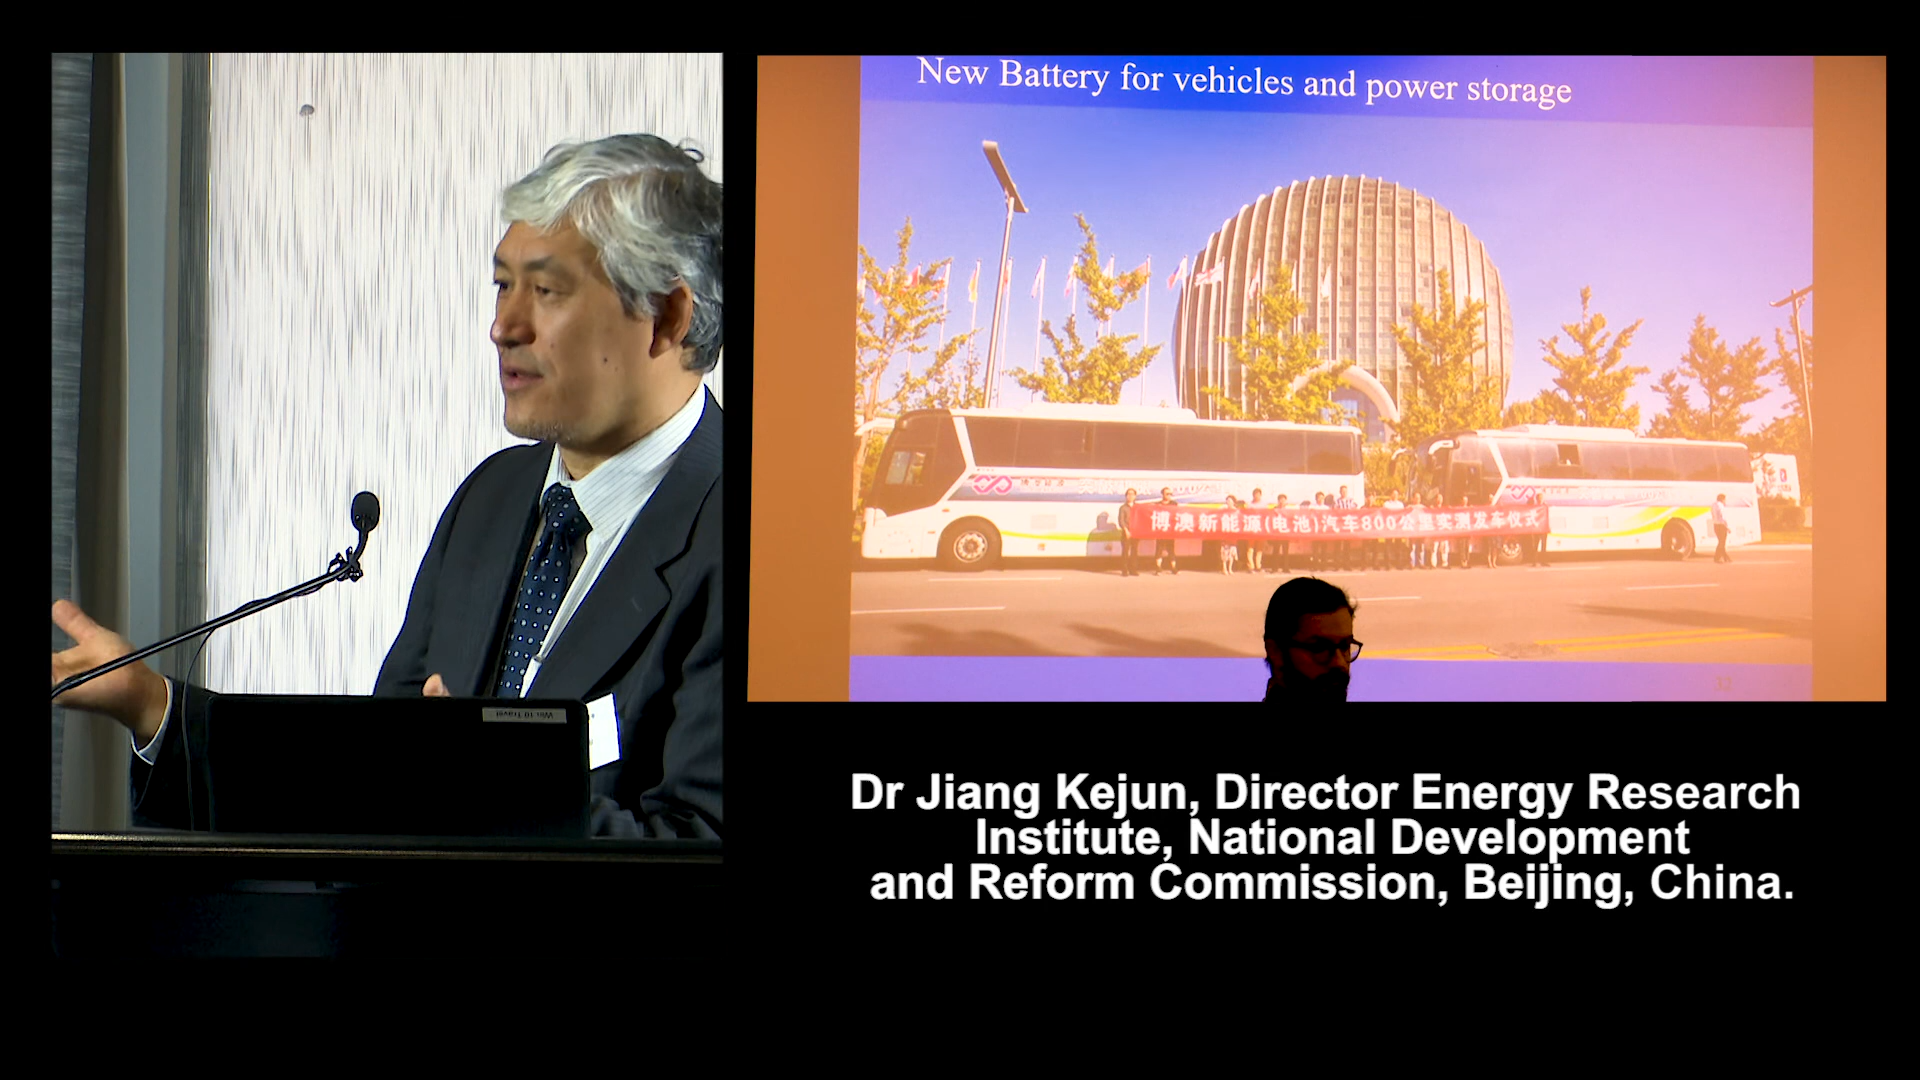 New Battery for vehicles and power storage
博澳新能源(电池)汽车800公里实测发车仪式
Win 10 Travel
Dr Jiang Kejun, Director Energy Research
Institute, National Development
and Reform Commission, Beijing, China.